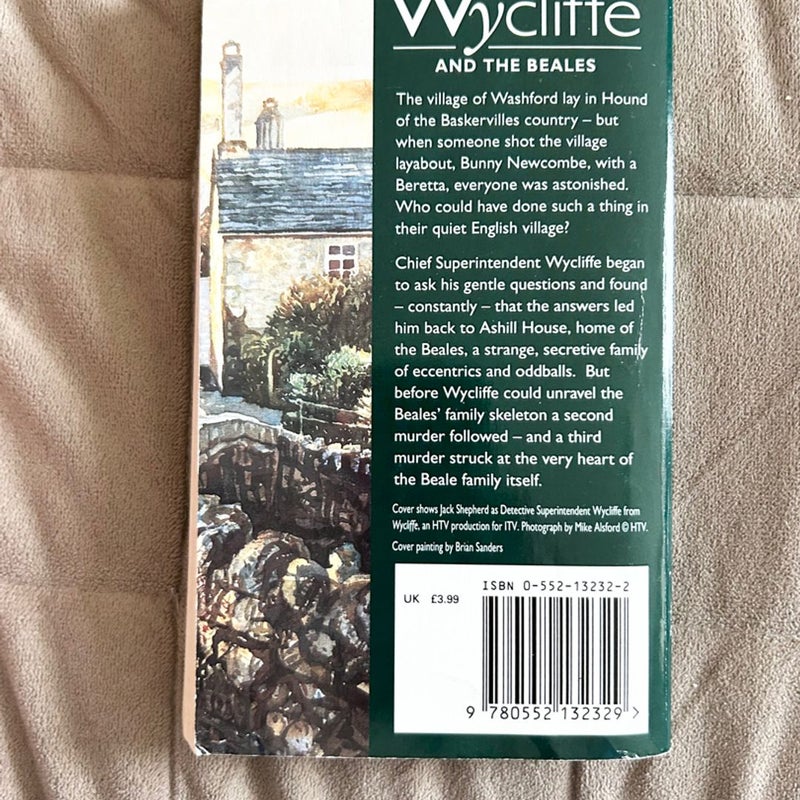 Wycliffe
AND THE BEALES
The village of Washford lay in Hound
of the Baskervilles country – but
when someone shot the village
layabout, Bunny Newcombe, with a
Beretta, everyone was astonished.
Who could have done such a thing in
their quiet English village?
Chief Superintendent Wycliffe began
to ask his gentle questions and found
– constantly – that the answers led
him back to Ashill House, home of
the Beales, a strange, secretive family
of eccentrics and oddballs. But
before Wycliffe could unravel the
Beales' family skeleton a second
murder followed – and a third
murder struck at the very heart of
the Beale family itself.
Cover shows Jack Shepherd as Detective Superintendent Wycliffe from
Wycliffe, an HTV production for ITV. Photograph by Mike Alsford © HTV.
Cover painting by Brian Sanders
UK £3.99
ISBN 0-552-13232-2
9 780552 132329 >